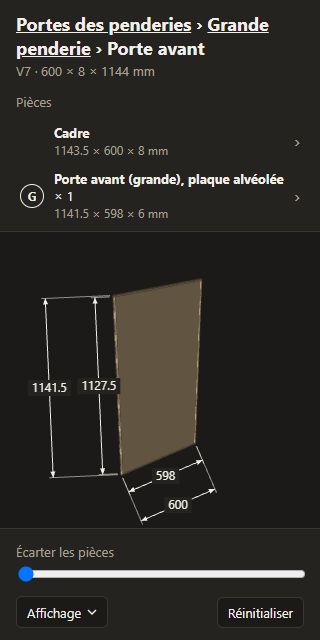 Portes des penderies › Grande
penderie › Porte avant
V7 · 600 × 8 × 1144 mm
Pièces
Cadre
1143.5 × 600 × 8 mm
›
G
Porte avant (grande), plaque alvéolée
× 1
1141.5 × 598 × 6 mm
›
1141.5
1127.5
598
600
Écarter les pièces
Affichage
Réinitialiser